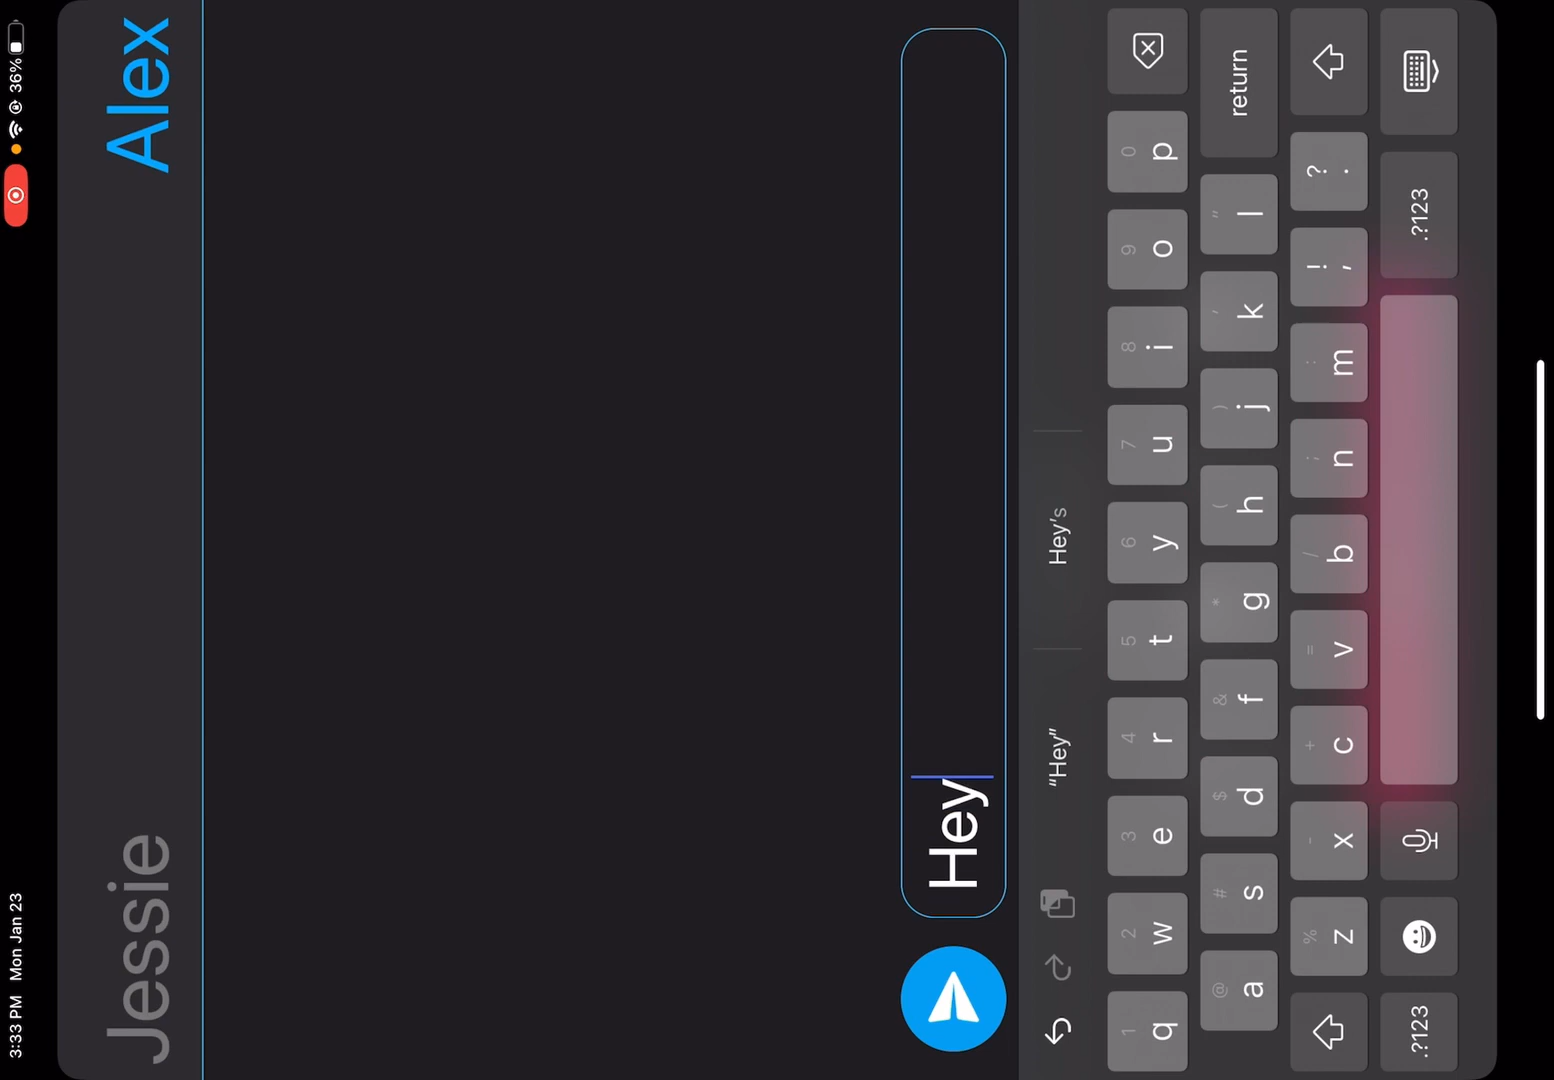 3:33 PM Mon Jan 23
36%
Jessie
Alex
Hey
"Hey"
Hey's
1 2 3 4 5 6 7 8 9 0
q w e r t y u i o p
@ # $ & * ( ) ' "
a s d f g h j k l return
% - + = / ; : ! ?
z x c v b n m , .
.?123
.?123